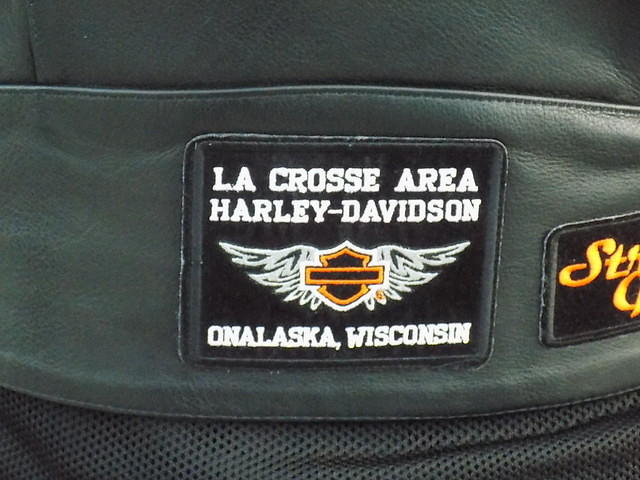 LA CROSSE AREA
HARLEY-DAVIDSON
ONALASKA, WISCONSIN